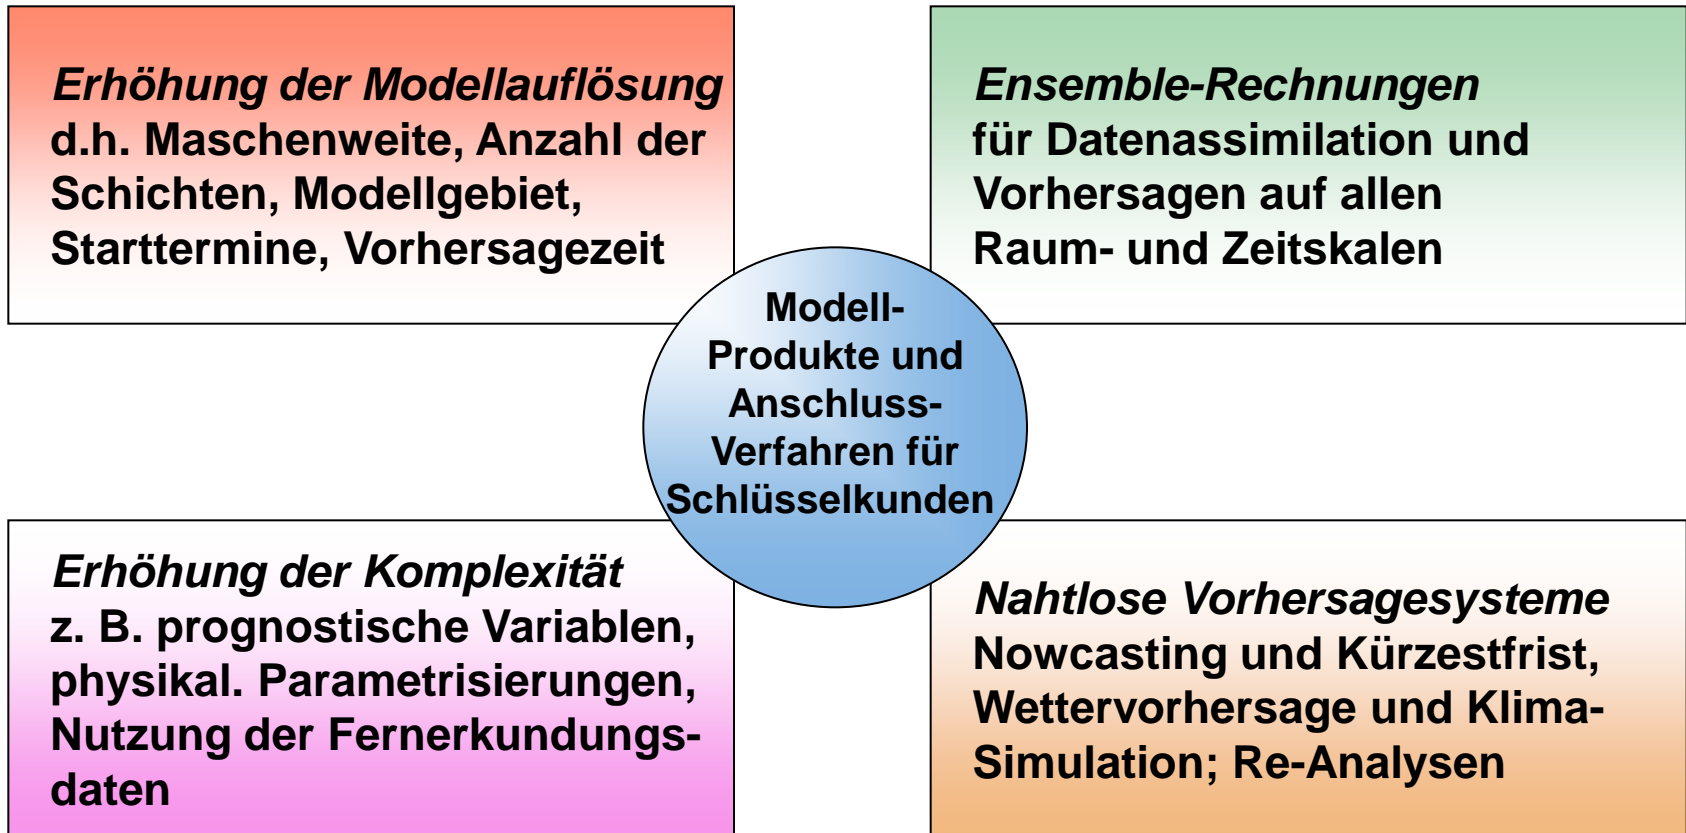 Erhöhung der Modellauflösung
d.h. Maschenweite, Anzahl der
Schichten, Modellgebiet,
Starttermine, Vorhersagezeit
Ensemble-Rechnungen
für Datenassimilation und
Vorhersagen auf allen
Raum- und Zeitskalen
Modell-
Produkte und
Anschluss-
Verfahren für
Schlüsselkunden
Erhöhung der Komplexität
z. B. prognostische Variablen,
physikal. Parametrisierungen,
Nutzung der Fernerkundungs-
daten
Nahtlose Vorhersagesysteme
Nowcasting und Kürzestfrist,
Wettervorhersage und Klima-
Simulation; Re-Analysen